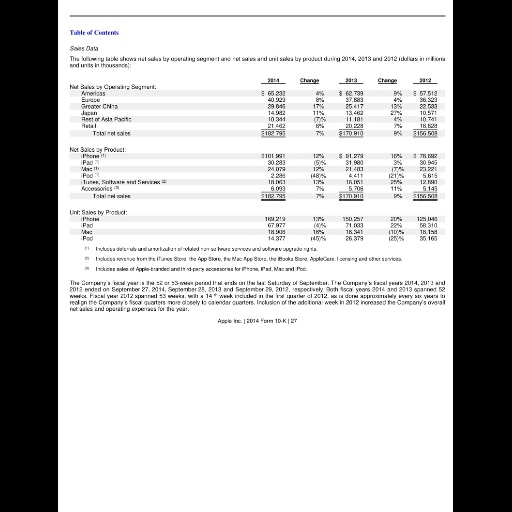 Table of Contents
Sales Data
The following table shows net sales by operating segment and net sales and unit sales by product during 2014, 2013 and 2012 (dollars in millions
and units in thousands):
2014 Change 2013 Change 2012
Net Sales by Operating Segment:
Americas $ 65,232 4% $ 62,739 9% $ 57,512
Europe 40,929 8% 37,883 4% 36,323
Greater China 29,846 17% 25,417 13% 22,533
Japan 14,982 11% 13,462 27% 10,571
Rest of Asia Pacific 10,344 (7)% 11,181 4% 10,741
Retail 21,462 6% 20,228 7% 18,828
Total net sales $182,795 7% $170,910 9% $156,508
Net Sales by Product:
iPhone (1) $101,991 12% $ 91,279 16% $ 78,692
iPad (1) 30,283 (5)% 31,980 3% 30,945
Mac (1) 24,079 12% 21,483 (7)% 23,221
iPod (1) 2,286 (48)% 4,411 (21)% 5,615
iTunes, Software and Services (2) 18,063 13% 16,051 25% 12,890
Accessories (3) 6,093 7% 5,706 11% 5,145
Total net sales $182,795 7% $170,910 9% $156,508
Unit Sales by Product:
iPhone 169,219 13% 150,257 20% 125,046
iPad 67,977 (4)% 71,033 22% 58,310
Mac 18,906 16% 16,341 (10)% 18,158
iPod 14,377 (45)% 26,379 (25)% 35,165
(1) Includes deferrals and amortization of related non-software services and software upgrade rights.
(2) Includes revenue from the iTunes Store, the App Store, the Mac App Store, the iBooks Store, AppleCare, licensing and other services.
(3) Includes sales of Apple-branded and third-party accessories for iPhone, iPad, Mac and iPod.
The Company's fiscal year is the 52 or 53-week period that ends on the last Saturday of September. The Company's fiscal years 2014, 2013 and
2012 ended on September 27, 2014, September 28, 2013 and September 29, 2012, respectively. Both fiscal years 2014 and 2013 spanned 52
weeks. Fiscal year 2012 spanned 53 weeks, with a 14 th week included in the first quarter of 2012, as is done approximately every six years to
realign the Company's fiscal quarters more closely to calendar quarters. Inclusion of the additional week in 2012 increased the Company's overall
net sales and operating expenses for the year.
Apple Inc. | 2014 Form 10-K | 27